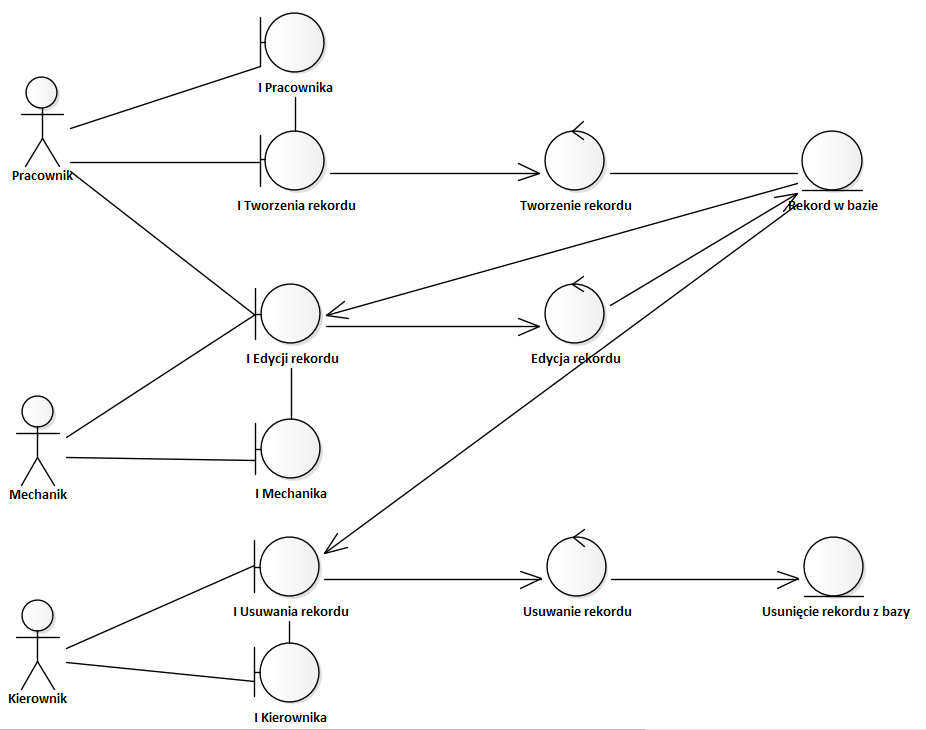 I Pracownika
Pracownik
I Tworzenia rekordu
Tworzenie rekordu
Rekord w bazie
I Edycji rekordu
Edycja rekordu
Mechanik
I Mechanika
I Usuwania rekordu
Usuwanie rekordu
Usunięcie rekordu z bazy
Kierownik
I Kierownika